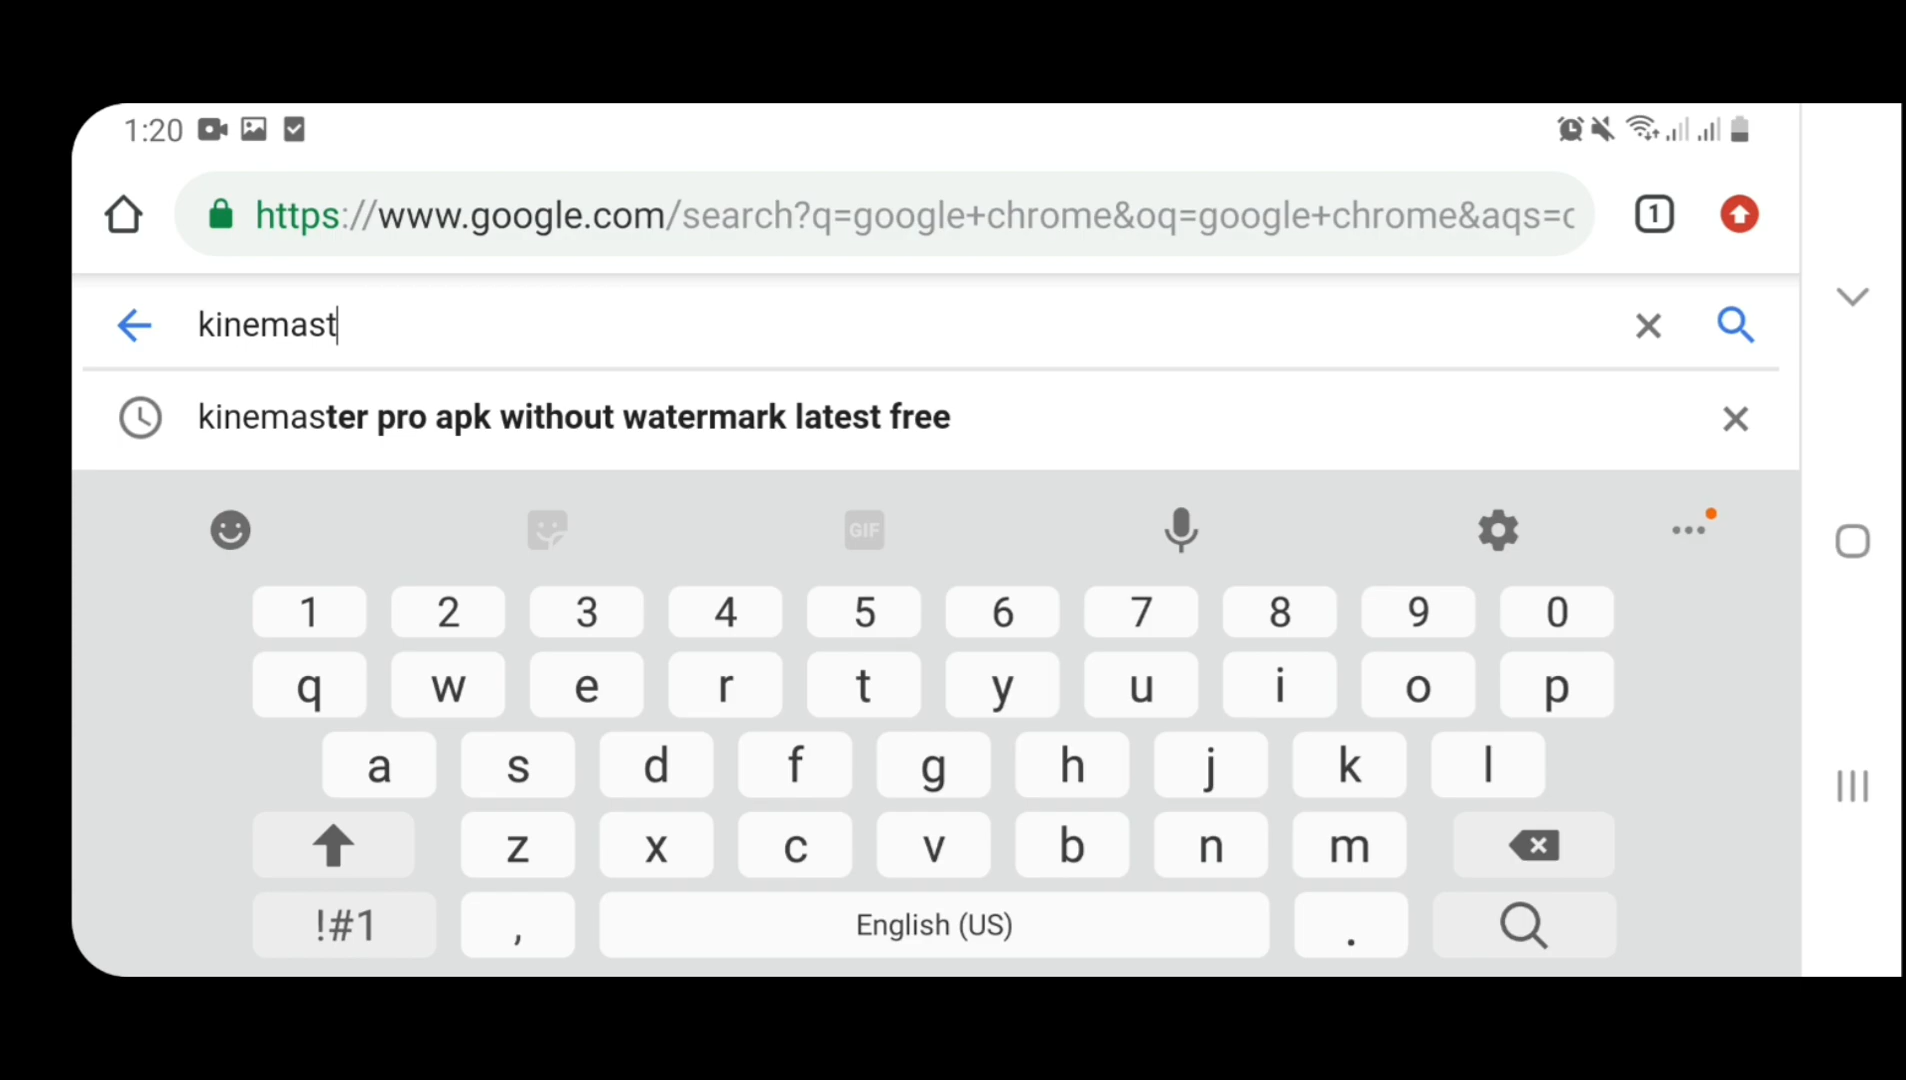 1:20
https://www.google.com/search?q=google+chrome&oq=google+chrome&aqs=c
1
kinemast
kinemaster pro apk without watermark latest free
GIF
1 2 3 4 5 6 7 8 9 0
q w e r t y u i o p
a s d f g h j k l
z x c v b n m
!#1 , English (US) .